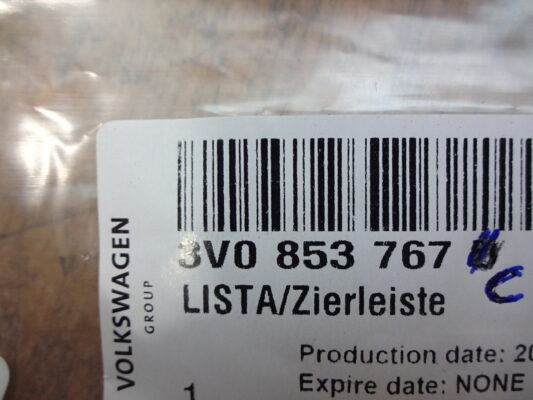 VOLKSWAGEN
GROUP
3V0 853 767
C
LISTA/Zierleiste
Production date: 20
1
Expire date: NONE